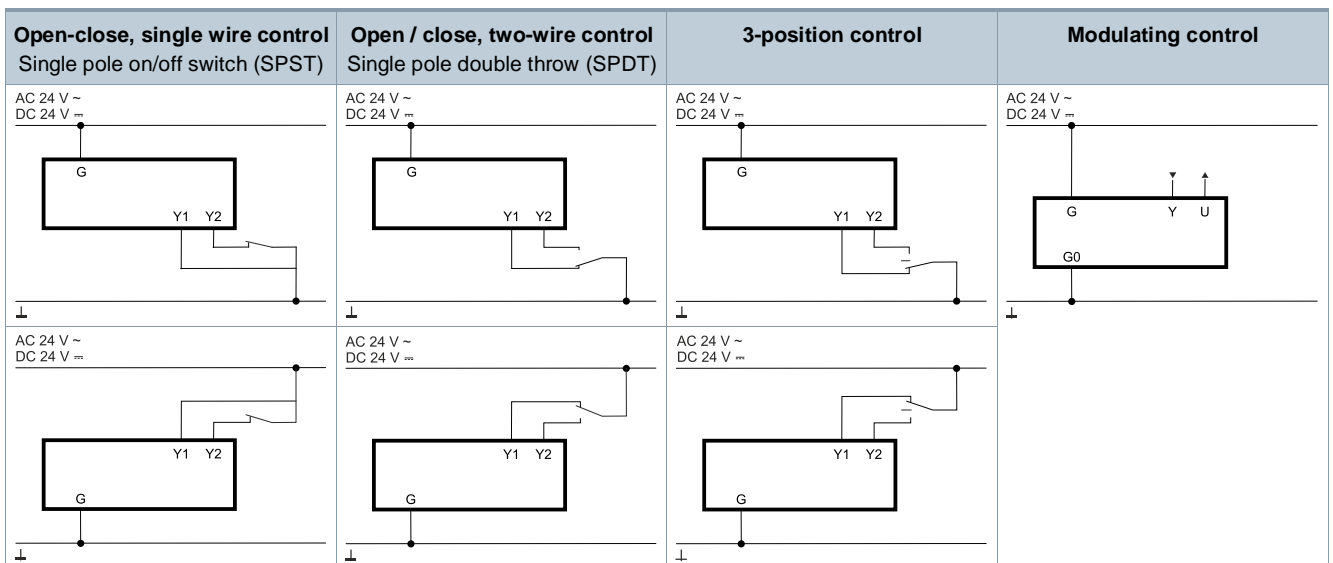 Open-close, single wire control
Single pole on/off switch (SPST)
Open / close, two-wire control
Single pole double throw (SPDT)
3-position control
Modulating control
AC 24 V ~
DC 24 V ⎓
G
Y1 Y2
AC 24 V ~
DC 24 V ⎓
G
Y1 Y2
AC 24 V ~
DC 24 V ⎓
G
Y1 Y2
AC 24 V ~
DC 24 V ⎓
G Y U
G0
AC 24 V ~
DC 24 V ⎓
Y1 Y2
G
AC 24 V ~
DC 24 V ⎓
Y1 Y2
G
AC 24 V ~
DC 24 V ⎓
Y1 Y2
G